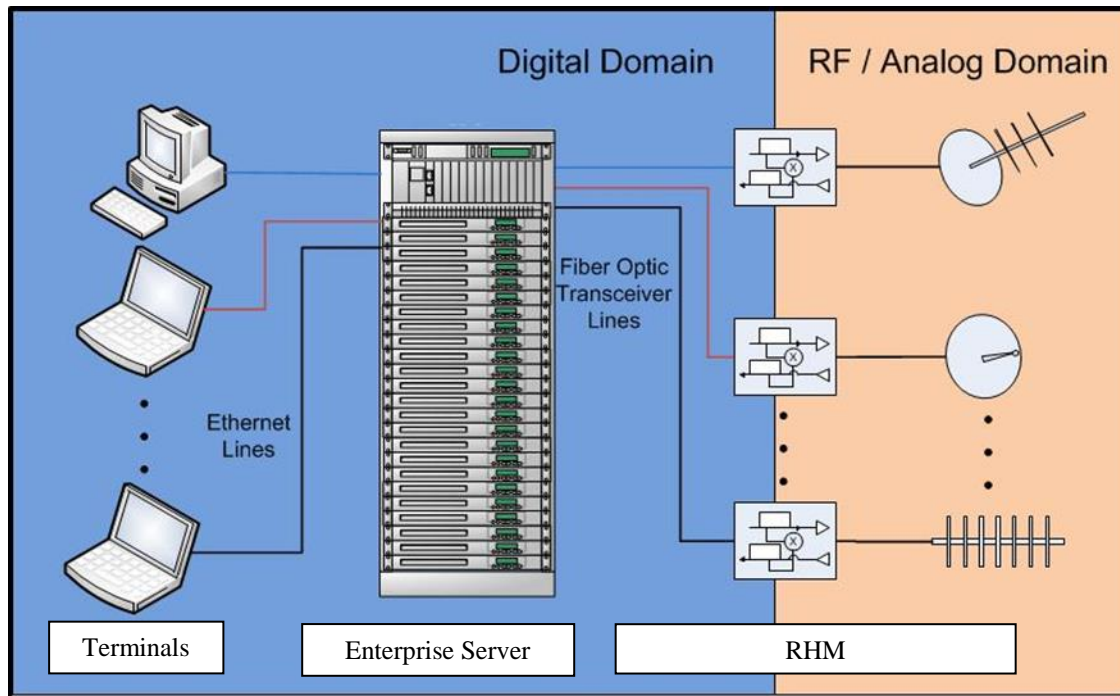 Digital Domain
RF / Analog Domain
Fiber Optic
Transceiver
Lines
Ethernet
Lines
X
X
X
Terminals
Enterprise Server
RHM